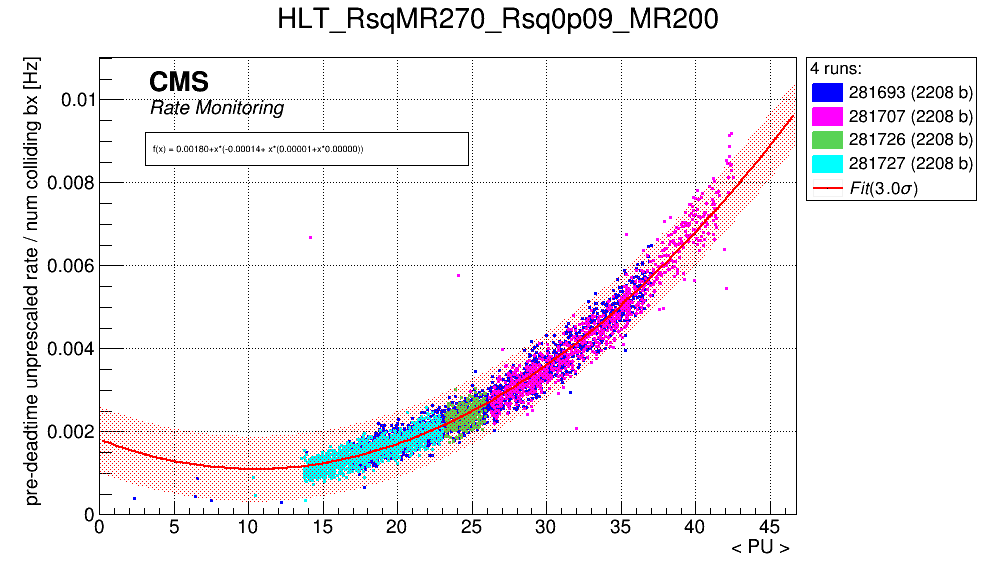 HLT_RsqMR270_Rsq0p09_MR200
pre-deadtime unprescaled rate / num colliding bx [Hz]
CMS
Rate Monitoring
f(x) = 0.00180+x*(-0.00014+ x*(0.00001+x*0.00000))
0.01
0.008
0.006
0.004
0.002
0
0 5 10 15 20 25 30 35 40 45
< PU >
4 runs:
281693 (2208 b)
281707 (2208 b)
281726 (2208 b)
281727 (2208 b)
Fit(3.0σ)